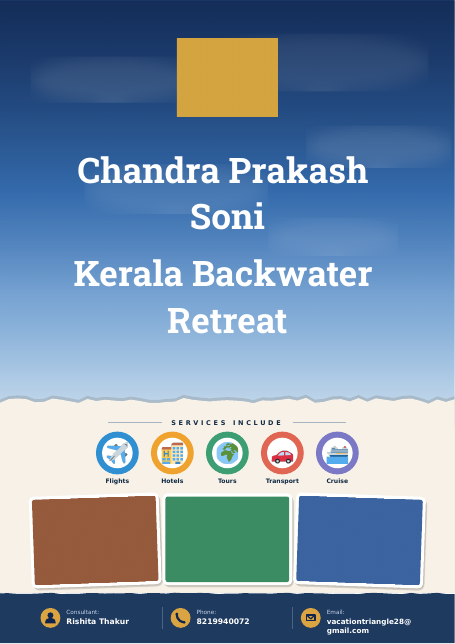 Chandra Prakash
Soni
Kerala Backwater
Retreat
SERVICES INCLUDE
Flights Hotels Tours Transport Cruise
Consultant:
Rishita Thakur
Phone:
8219940072
Email:
vacationtriangle28@
gmail.com